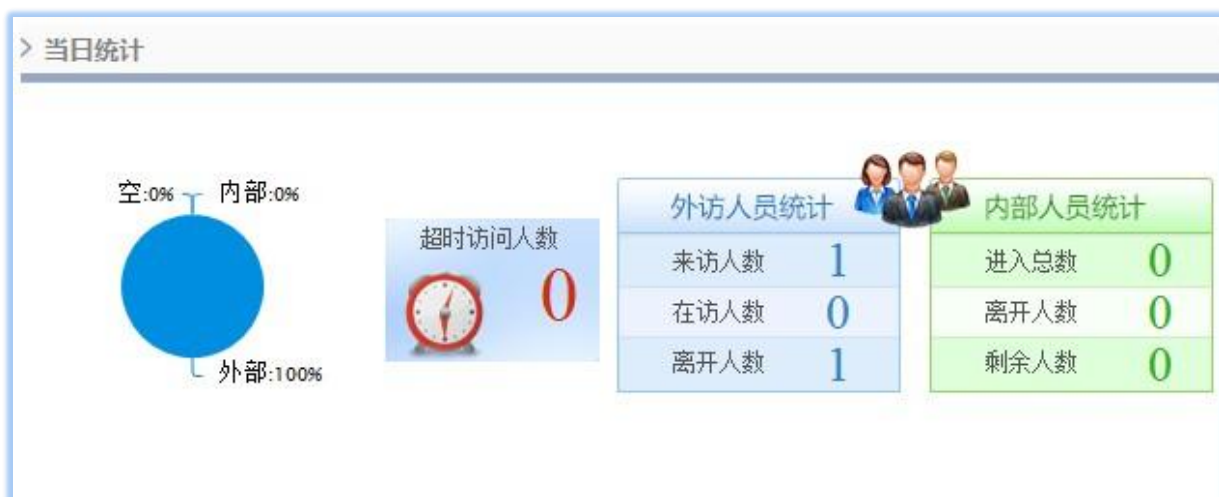 当日统计
空:0%
内部:0%
外部:100%
超时访问人数
0
外访人员统计
来访人数 1
在访人数 0
离开人数 1
内部人员统计
进入总数 0
离开人数 0
剩余人数 0